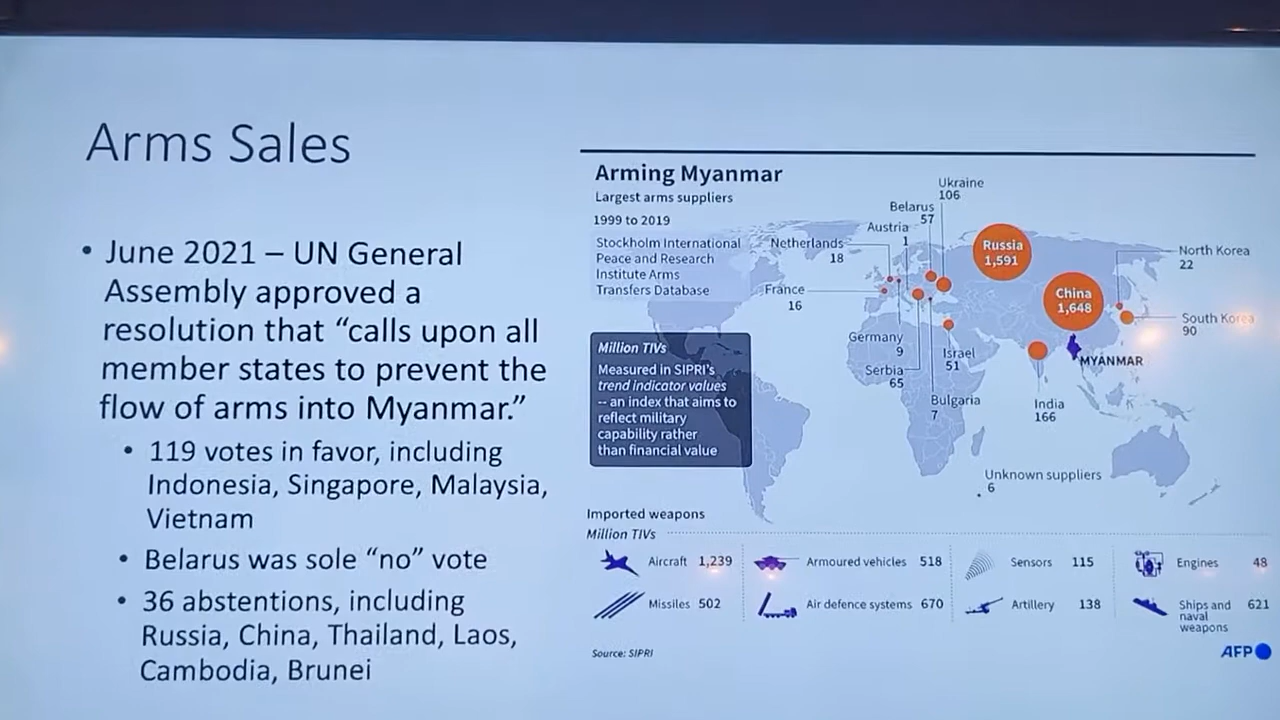 Arms Sales
• June 2021 – UN General
Assembly approved a
resolution that “calls upon all
member states to prevent the
flow of arms into Myanmar.”
• 119 votes in favor, including
Indonesia, Singapore, Malaysia,
Vietnam
• Belarus was sole “no” vote
• 36 abstentions, including
Russia, China, Thailand, Laos,
Cambodia, Brunei
Arming Myanmar
Largest arms suppliers
1999 to 2019
Stockholm International
Peace and Research
Institute Arms
Transfers Database
Ukraine
106
Belarus
57
Austria
1
Netherlands
18
France
16
Russia
1,591
China
1,648
North Korea
22
South Korea
90
Germany
9
Serbia
65
Israel
51
Bulgaria
7
India
166
MYANMAR
Unknown suppliers
6
Million TIVs
Measured in SIPRI's
trend indicator values
-- an index that aims to
reflect military
capability rather
than financial value
Imported weapons
Million TIVs
Aircraft 1,239
Armoured vehicles 518
Sensors 115
Engines 48
Missiles 502
Air defence systems 670
Artillery 138
Ships and 621
naval
weapons
Source: SIPRI
AFP